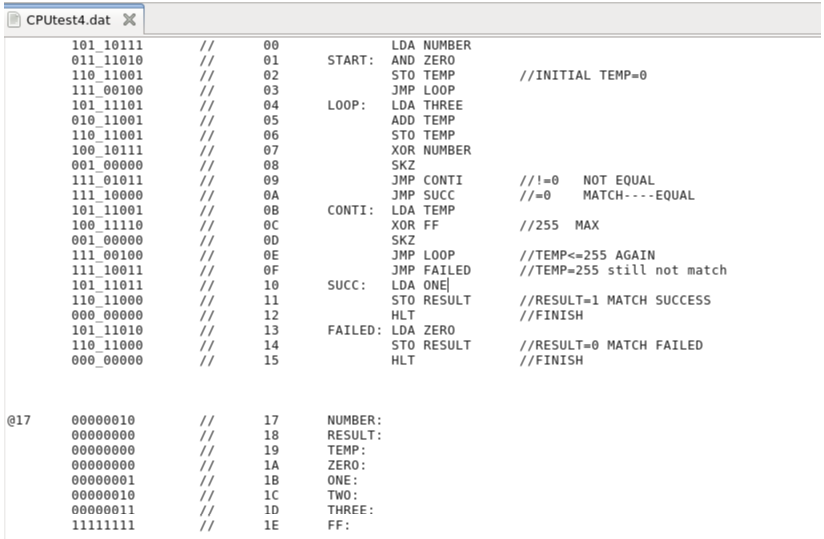 CPUtest4.dat
101_10111 // 00 LDA NUMBER
011_11010 // 01 START: AND ZERO
110_11001 // 02 STO TEMP //INITIAL TEMP=0
111_00100 // 03 JMP LOOP
101_11101 // 04 LOOP: LDA THREE
010_11001 // 05 ADD TEMP
110_11001 // 06 STO TEMP
100_10111 // 07 XOR NUMBER
001_00000 // 08 SKZ
111_01011 // 09 JMP CONTI //!=0 NOT EQUAL
111_10000 // 0A JMP SUCC //=0 MATCH----EQUAL
101_11001 // 0B CONTI: LDA TEMP
100_11110 // 0C XOR FF //255 MAX
001_00000 // 0D SKZ
111_00100 // 0E JMP LOOP //TEMP<=255 AGAIN
111_10011 // 0F JMP FAILED //TEMP=255 still not match
101_11011 // 10 SUCC: LDA ONE
110_11000 // 11 STO RESULT //RESULT=1 MATCH SUCCESS
000_00000 // 12 HLT //FINISH
101_11010 // 13 FAILED: LDA ZERO
110_11000 // 14 STO RESULT //RESULT=0 MATCH FAILED
000_00000 // 15 HLT //FINISH
@17 00000010 // 17 NUMBER:
00000000 // 18 RESULT:
00000000 // 19 TEMP:
00000000 // 1A ZERO:
00000001 // 1B ONE:
00000010 // 1C TWO:
00000011 // 1D THREE:
11111111 // 1E FF: